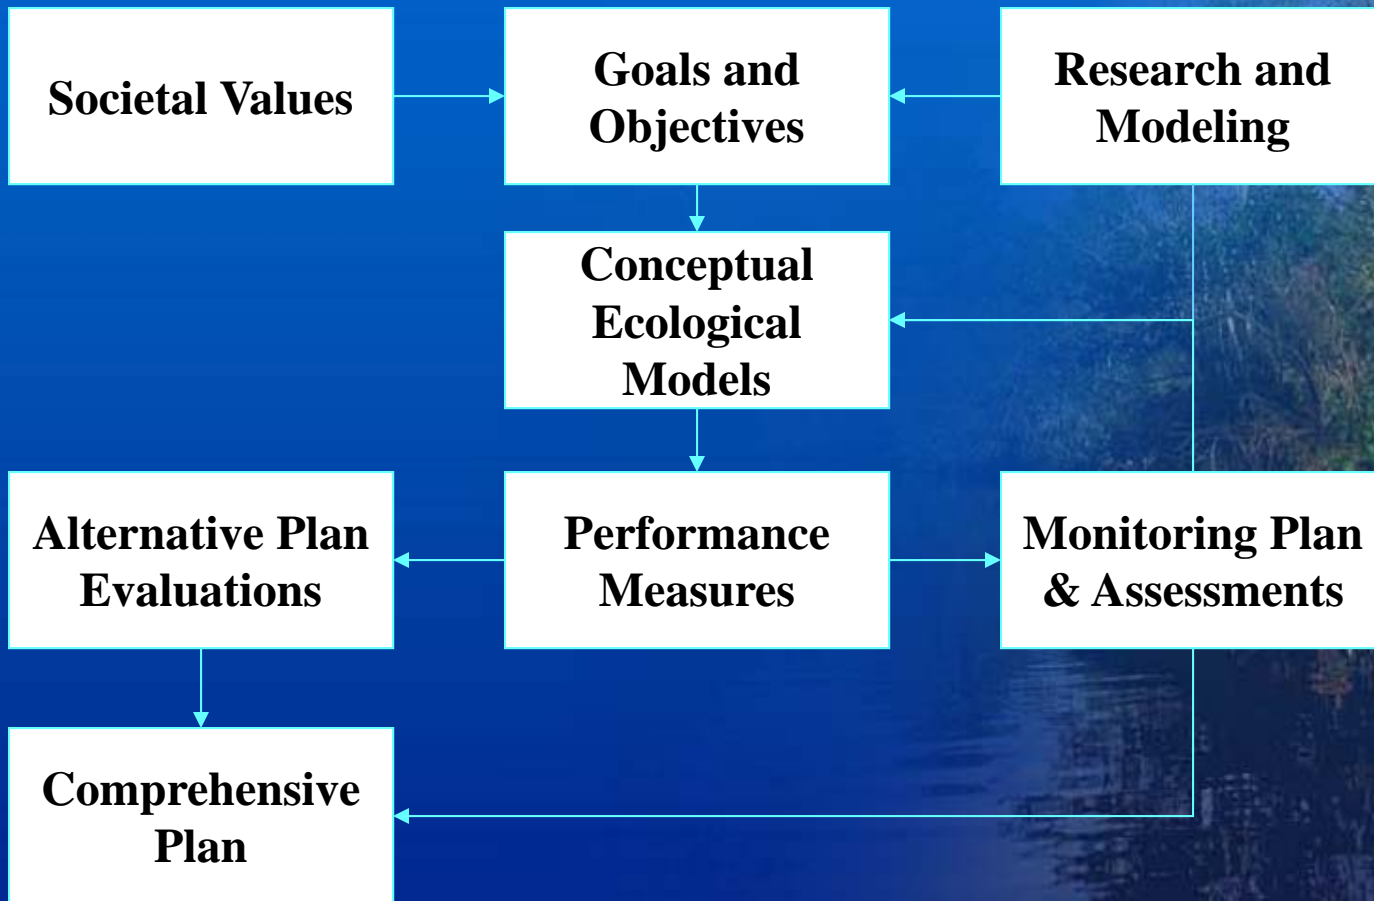 Societal Values
Goals and
Objectives
Research and
Modeling
Conceptual
Ecological
Models
Alternative Plan
Evaluations
Performance
Measures
Monitoring Plan
& Assessments
Comprehensive
Plan